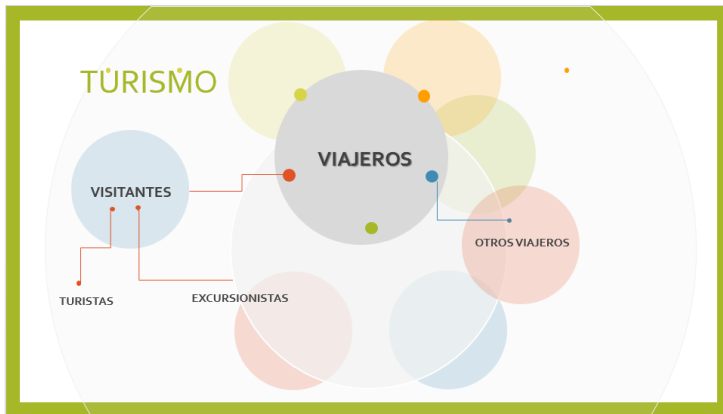 TURISMO
VIAJEROS
VISITANTES
OTROS VIAJEROS
TURISTAS
EXCURSIONISTAS